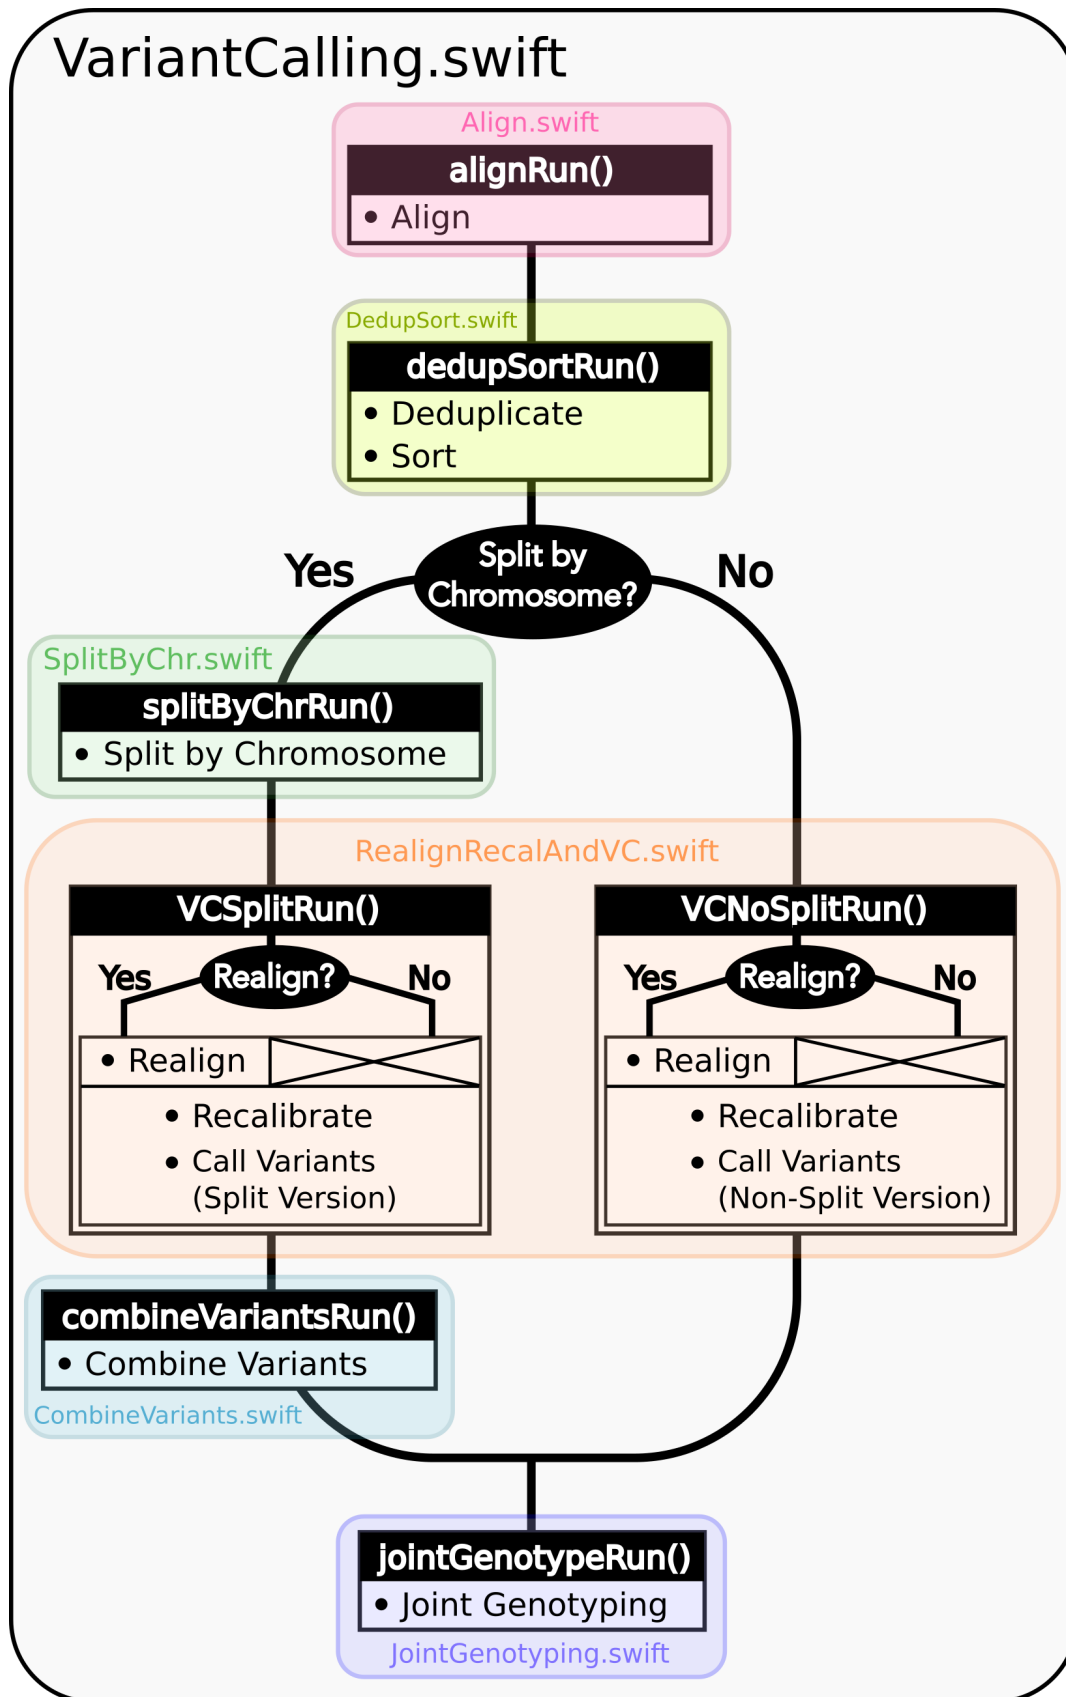 VariantCalling.swift
Align.swift
alignRun()
• Align
DedupSort.swift
dedupSortRun()
• Deduplicate
• Sort
Split by
Chromosome?
Yes
No
SplitByChr.swift
splitByChrRun()
• Split by Chromosome
RealignRecalAndVC.swift
VCSplitRun()
Realign?
Yes
No
• Realign
• Recalibrate
• Call Variants
(Split Version)
VCNoSplitRun()
Realign?
Yes
No
• Realign
• Recalibrate
• Call Variants
(Non-Split Version)
combineVariantsRun()
• Combine Variants
CombineVariants.swift
jointGenotypeRun()
• Joint Genotyping
JointGenotyping.swift